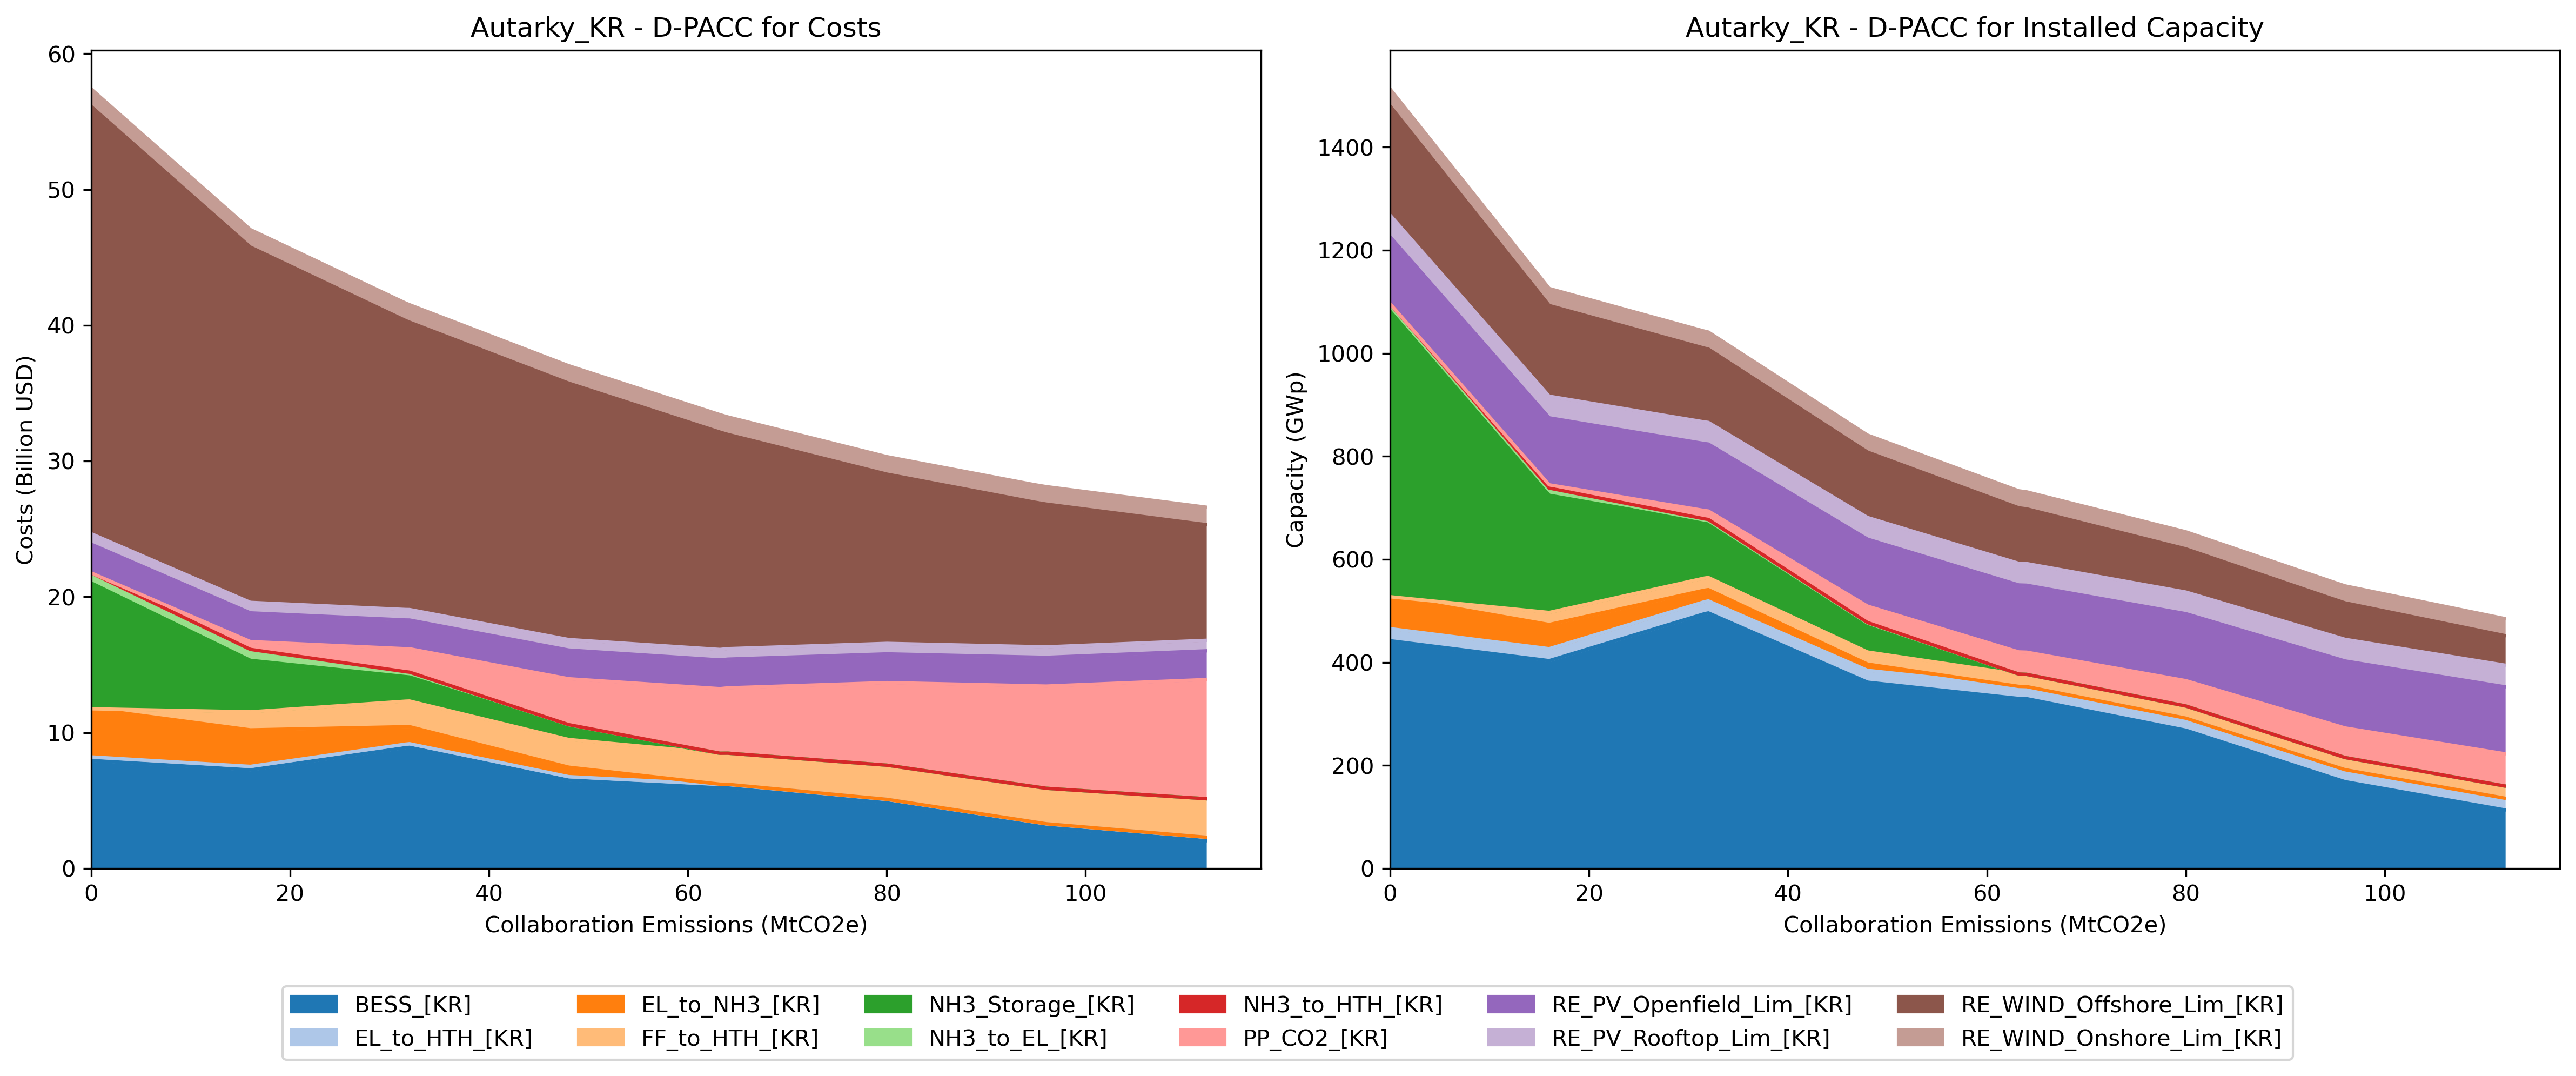 Autarky_KR - D-PACC for Costs
60
50
40
30
20
10
0
Costs (Billion USD)
0 20 40 60 80 100
Collaboration Emissions (MtCO2e)
Autarky_KR - D-PACC for Installed Capacity
1400
1200
1000
800
600
400
200
0
Capacity (GWp)
0 20 40 60 80 100
Collaboration Emissions (MtCO2e)
BESS_[KR] EL_to_NH3_[KR] NH3_Storage_[KR] NH3_to_HTH_[KR] RE_PV_Openfield_Lim_[KR] RE_WIND_Offshore_Lim_[KR]
EL_to_HTH_[KR] FF_to_HTH_[KR] NH3_to_EL_[KR] PP_CO2_[KR] RE_PV_Rooftop_Lim_[KR] RE_WIND_Onshore_Lim_[KR]